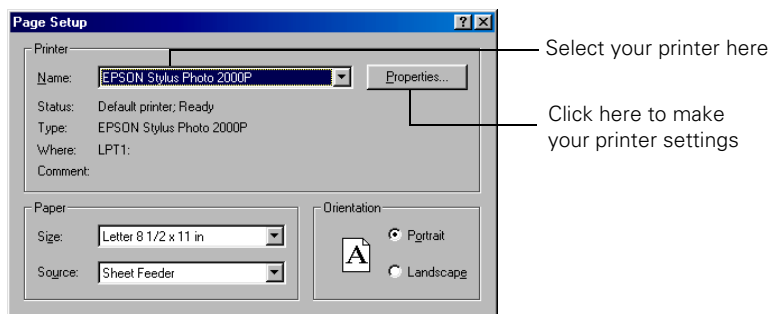 Page Setup
Printer
Name: EPSON Stylus Photo 2000P Properties...
Select your printer here
Status: Default printer; Ready
Type: EPSON Stylus Photo 2000P
Where: LPT1:
Comment:
Click here to make
your printer settings
Paper
Size: Letter 8 1/2 x 11 in
Source: Sheet Feeder
Orientation
A
Portrait
Landscape